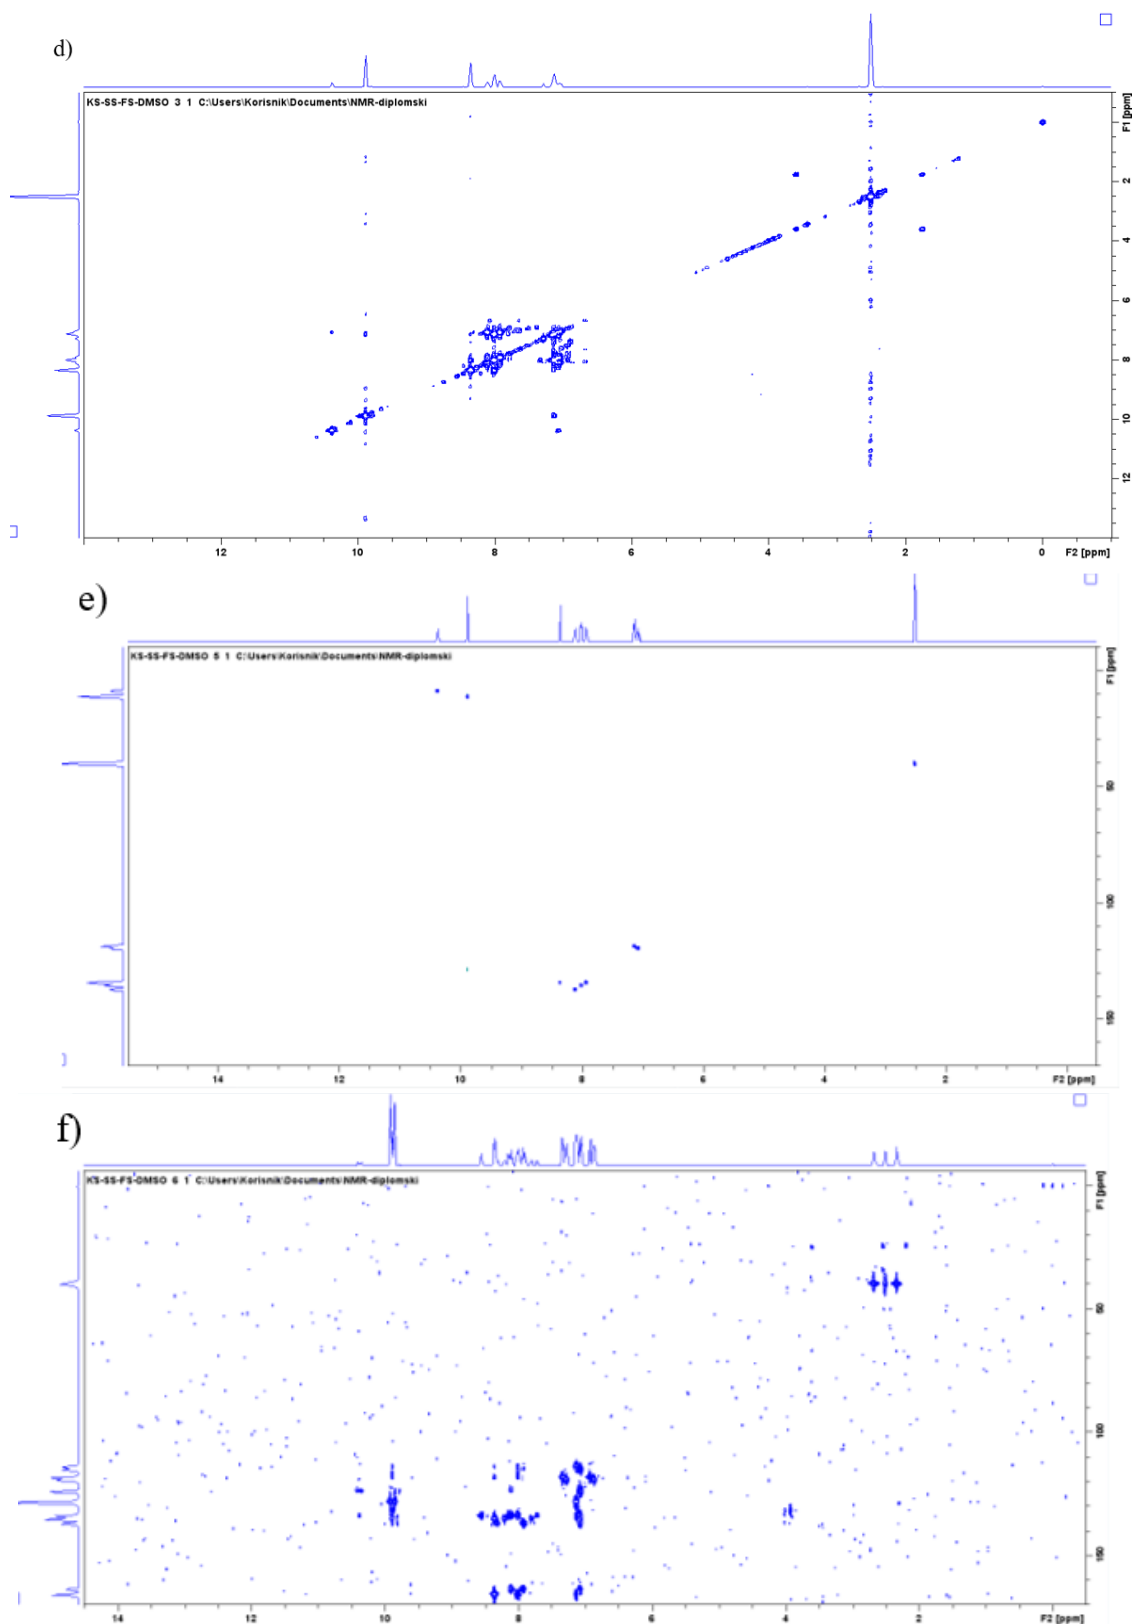 d)
KS-SS-FS-DMSO 3 1 C:\Users\Korisnik\Documents\NMR-diplomski
F1 [ppm]
2
4
6
8
10
12
12 10 8 6 4 2 0 F2 [ppm]
e)
KS-SS-FS-DMSO 5 1 C:\Users\Korisnik\Documents\NMR-diplomski
F1 [ppm]
50
100
150
14 12 10 8 6 4 2 F2 [ppm]
f)
KS-SS-FS-DMSO 6 1 C:\Users\Korisnik\Documents\NMR-diplomski
F1 [ppm]
50
100
150
14 12 10 8 6 4 2 F2 [ppm]